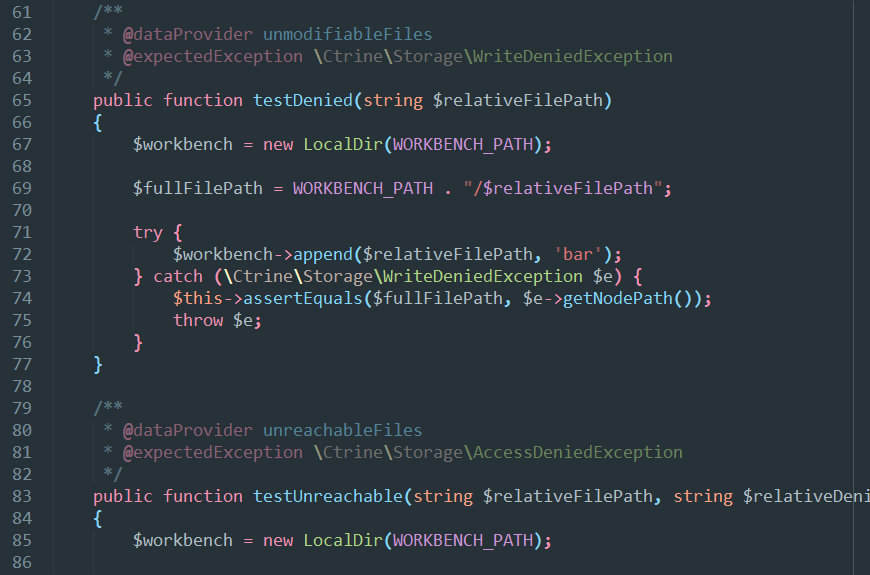 61 /**
62 * @dataProvider unmodifiableFiles
63 * @expectedException \Ctrine\Storage\WriteDeniedException
64 */
65 public function testDenied(string $relativeFilePath)
66 {
67 $workbench = new LocalDir(WORKBENCH_PATH);
68
69 $fullFilePath = WORKBENCH_PATH . "/$relativeFilePath";
70
71 try {
72 $workbench->append($relativeFilePath, 'bar');
73 } catch (\Ctrine\Storage\WriteDeniedException $e) {
74 $this->assertEquals($fullFilePath, $e->getNodePath());
75 throw $e;
76 }
77 }
78
79 /**
80 * @dataProvider unreachableFiles
81 * @expectedException \Ctrine\Storage\AccessDeniedException
82 */
83 public function testUnreachable(string $relativeFilePath, string $relativeDeni
84 {
85 $workbench = new LocalDir(WORKBENCH_PATH);
86